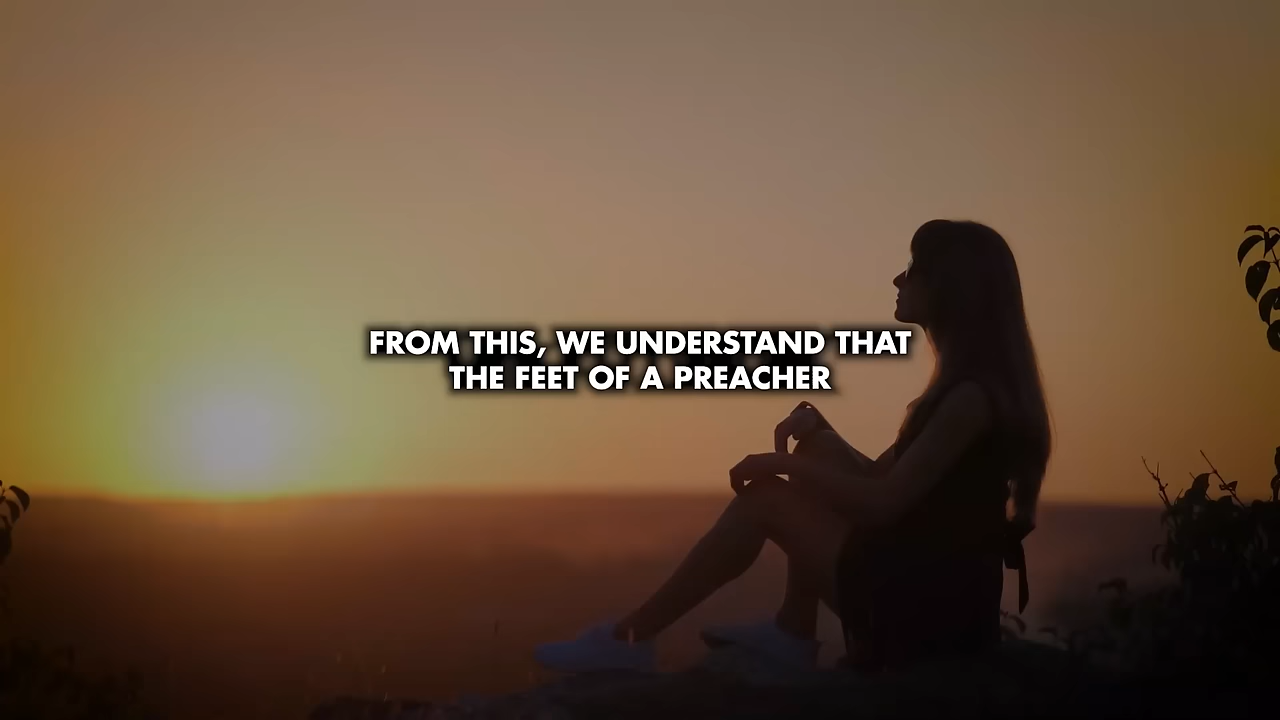 FROM THIS, WE UNDERSTAND THAT
THE FEET OF A PREACHER